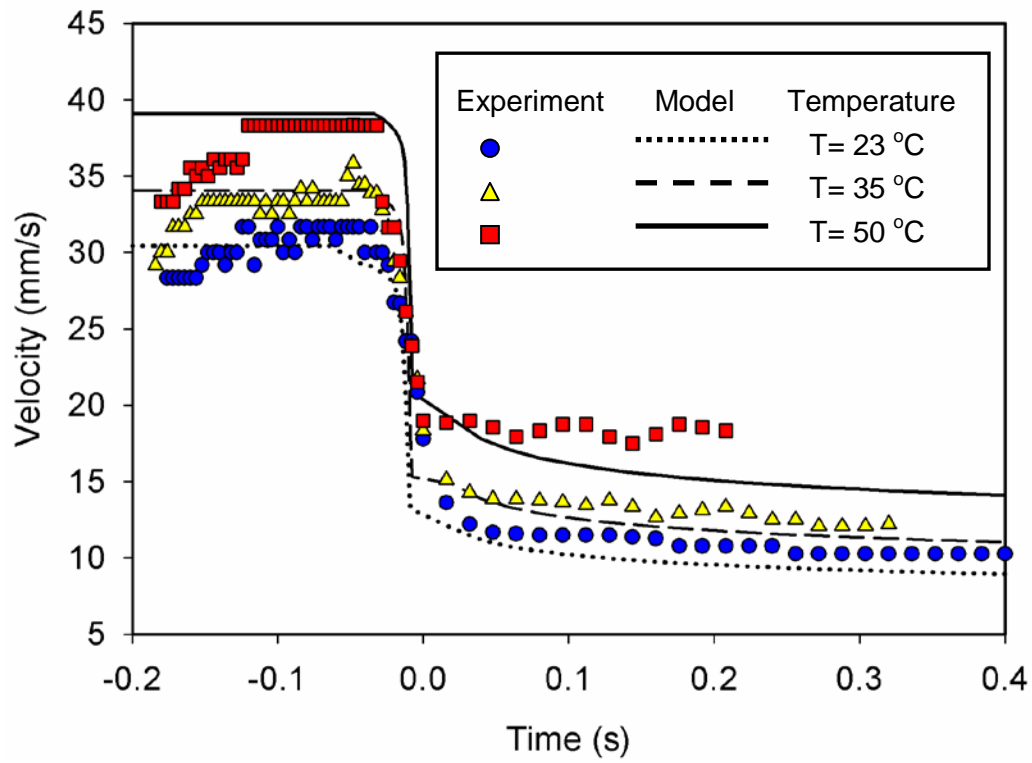 45
40
35
30
25
20
15
10
5
Velocity (mm/s)
Experiment Model Temperature
T= 23 °C
T= 35 °C
T= 50 °C
-0.2 -0.1 0.0 0.1 0.2 0.3 0.4
Time (s)